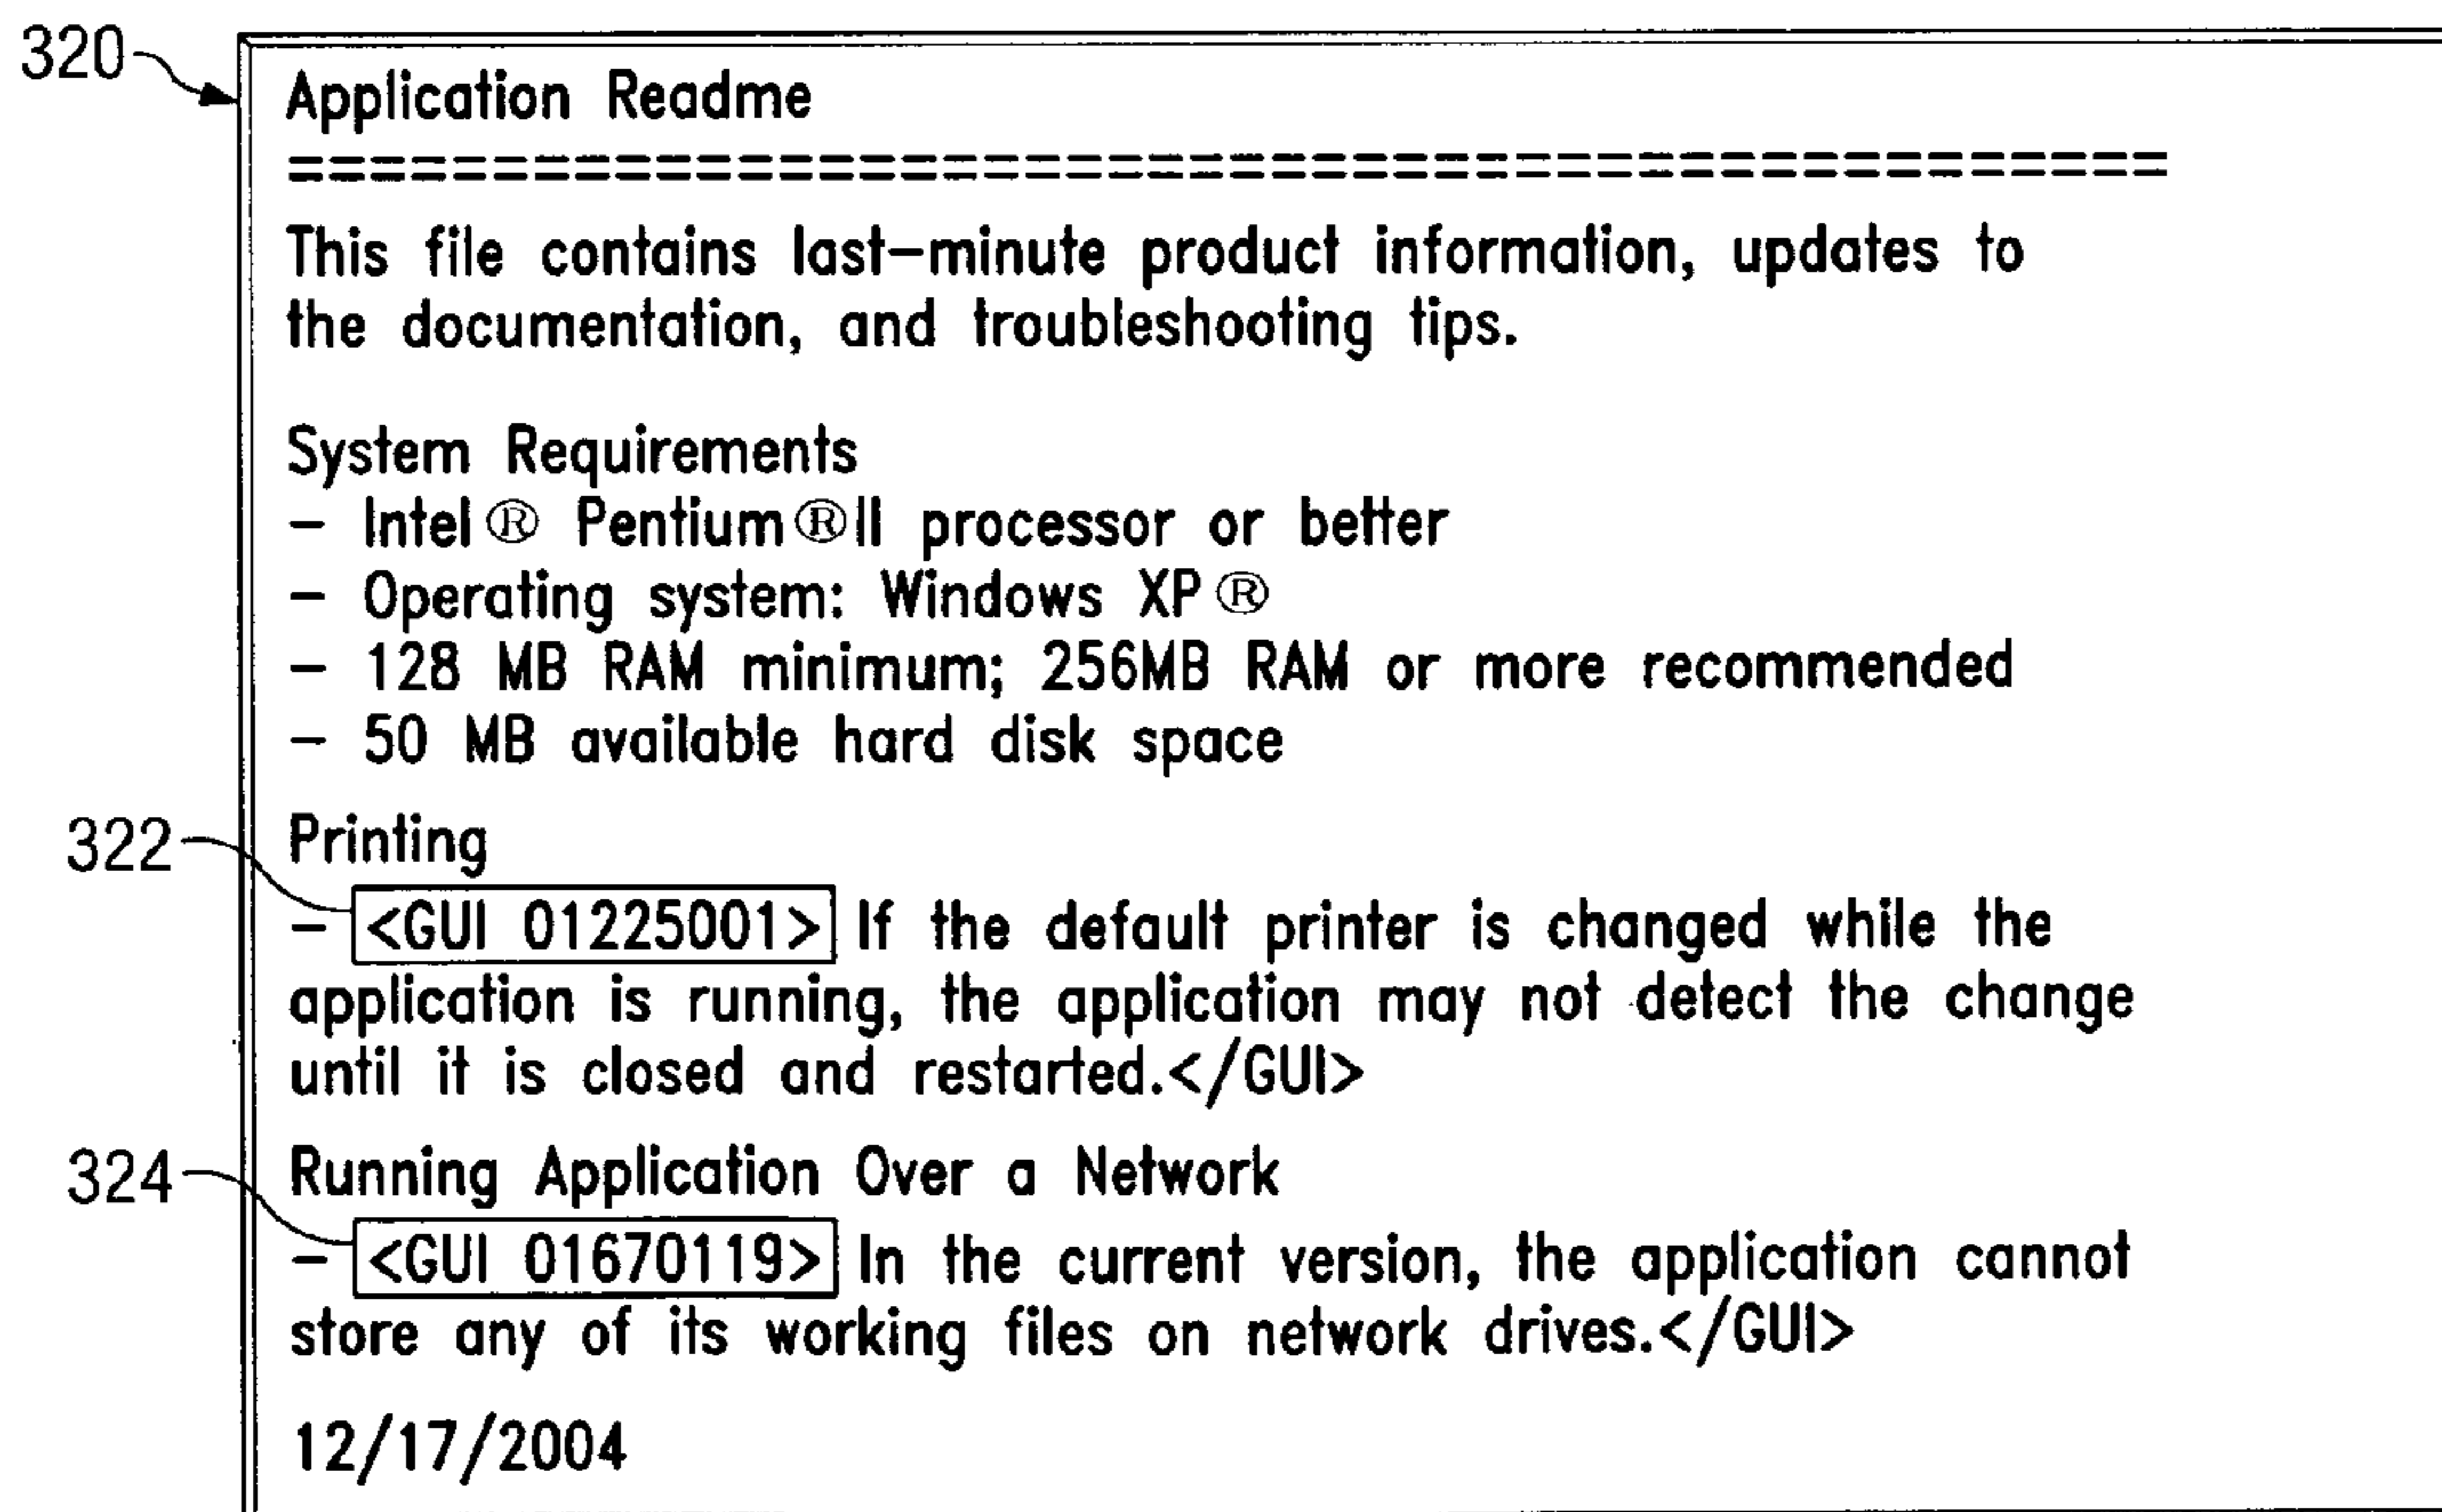 320
Application Readme
==============================================
This file contains last-minute product information, updates to
the documentation, and troubleshooting tips.
System Requirements
- Intel® Pentium®II processor or better
- Operating system: Windows XP®
- 128 MB RAM minimum; 256MB RAM or more recommended
- 50 MB available hard disk space
322
Printing
- <GUI 01225001> If the default printer is changed while the
application is running, the application may not detect the change
until it is closed and restarted.</GUI>
324
Running Application Over a Network
- <GUI 01670119> In the current version, the application cannot
store any of its working files on network drives.</GUI>
12/17/2004